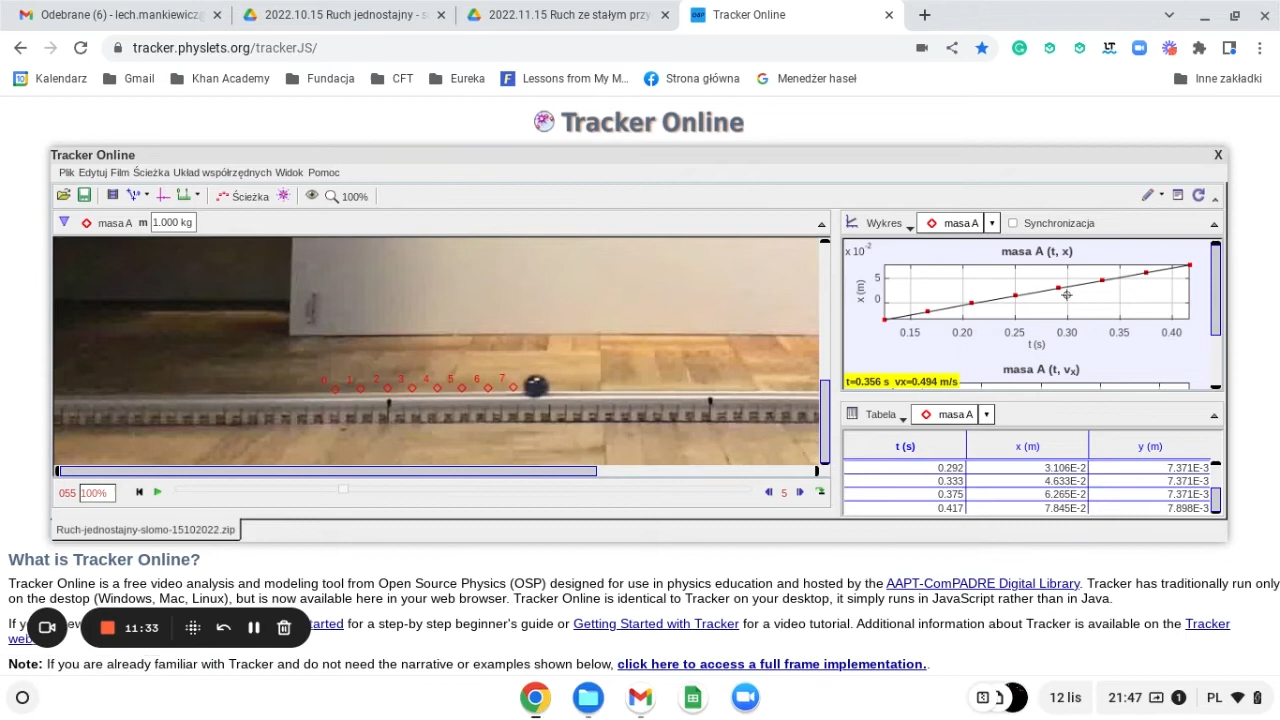 Odebrane (6) - lech.mankiewicz
2022.10.15 Ruch jednostajny - s
2022.11.15 Ruch ze stałym przy
OSP Tracker Online
tracker.physlets.org/trackerJS/
Kalendarz Gmail Khan Academy Fundacja CFT Eureka Lessons from My M... Strona główna Menedżer haseł Inne zakładki
Tracker Online
Tracker Online X
Plik Edytuj Film Ścieżka Układ współrzędnych Widok Pomoc
Ścieżka 100%
masa A m 1.000 kg
Wykres masa A Synchronizacja
masa A (t, x)
x 10-2
5
0
x (m)
0.15 0.20 0.25 0.30 0.35 0.40
t (s)
masa A (t, vx)
t=0.356 s vx=0.494 m/s
0 1 2 3 4 5 6 7
Tabela masa A
t (s) x (m) y (m)
0.292 3.106E-2 7.371E-3
0.333 4.633E-2 7.371E-3
0.375 6.265E-2 7.371E-3
0.417 7.845E-2 7.898E-3
055 100% 5
Ruch-jednostajny-slomo-15102022.zip
What is Tracker Online?
Tracker Online is a free video analysis and modeling tool from Open Source Physics (OSP) designed for use in physics education and hosted by the AAPT-ComPADRE Digital Library. Tracker has traditionally run only
on the destop (Windows, Mac, Linux), but is now available here in your web browser. Tracker Online is identical to Tracker on your desktop, it simply runs in JavaScript rather than in Java.
If started for a step-by step beginner's guide or Getting Started with Tracker for a video tutorial. Additional information about Tracker is available on the Tracker
Note: If you are already familiar with Tracker and do not need the narrative or examples shown below, click here to access a full frame implementation..
11:33
12 lis 21:47 1 PL